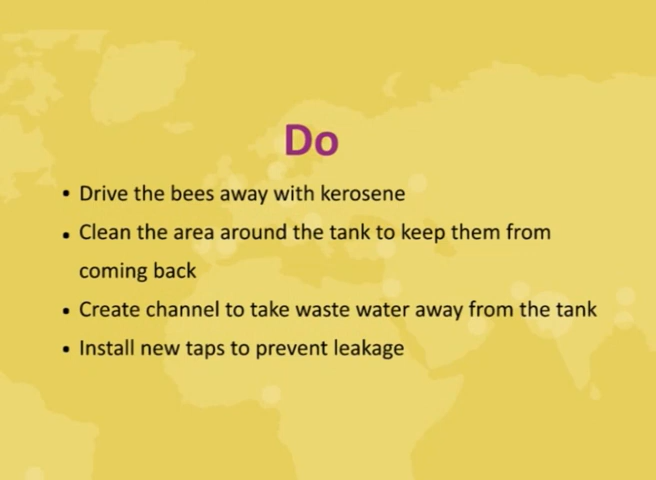 Do
• Drive the bees away with kerosene
• Clean the area around the tank to keep them from
coming back
• Create channel to take waste water away from the tank
• Install new taps to prevent leakage